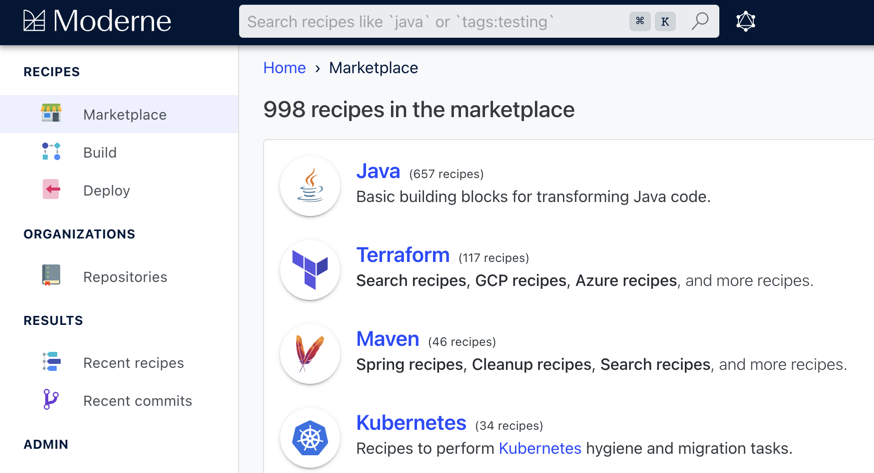 Moderne
Search recipes like `java` or `tags:testing`
⌘ K
RECIPES
Marketplace
Build
Deploy
ORGANIZATIONS
Repositories
RESULTS
Recent recipes
Recent commits
ADMIN
Home › Marketplace
998 recipes in the marketplace
Java (657 recipes)
Basic building blocks for transforming Java code.
Terraform (117 recipes)
Search recipes, GCP recipes, Azure recipes, and more recipes.
Maven (46 recipes)
Spring recipes, Cleanup recipes, Search recipes, and more recipes.
Kubernetes (34 recipes)
Recipes to perform Kubernetes hygiene and migration tasks.